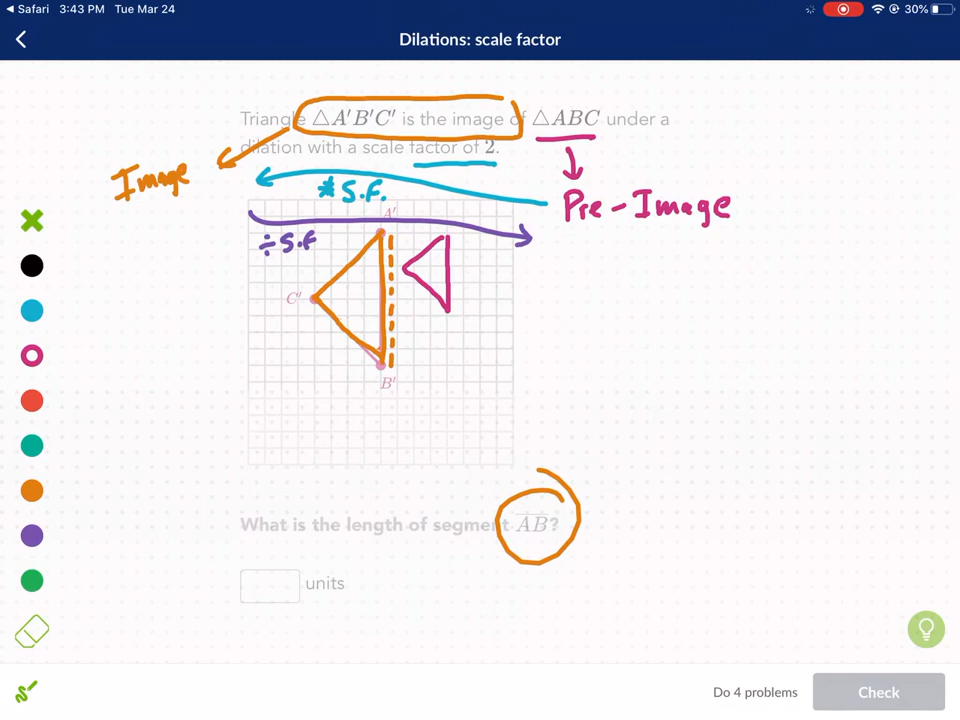 Safari 3:43 PM Tue Mar 24 30%
Dilations: scale factor
Triangle △A′B′C′ is the image of △ABC under a
dilation with a scale factor of 2.
Image
* S.F.
Pre-Image
÷S.F
A′
C′
B′
What is the length of segment AB?
units
Do 4 problems
Check